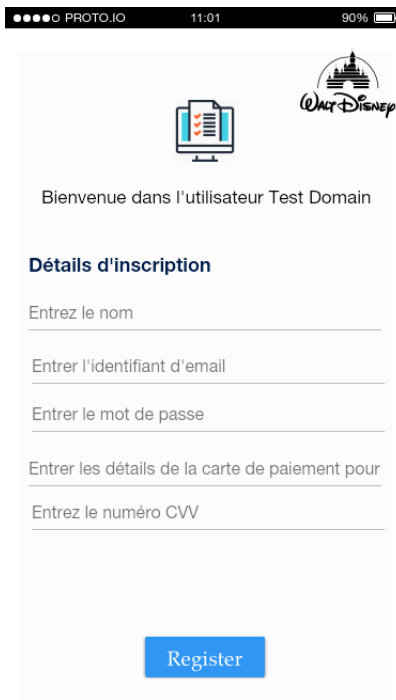 PROTO.IO 11:01 90%
WALT DISNEY
Bienvenue dans l'utilisateur Test Domain
Détails d'inscription
Entrez le nom
Entrer l'identifiant d'email
Entrer le mot de passe
Entrer les détails de la carte de paiement pour
Entrez le numéro CVV
Register